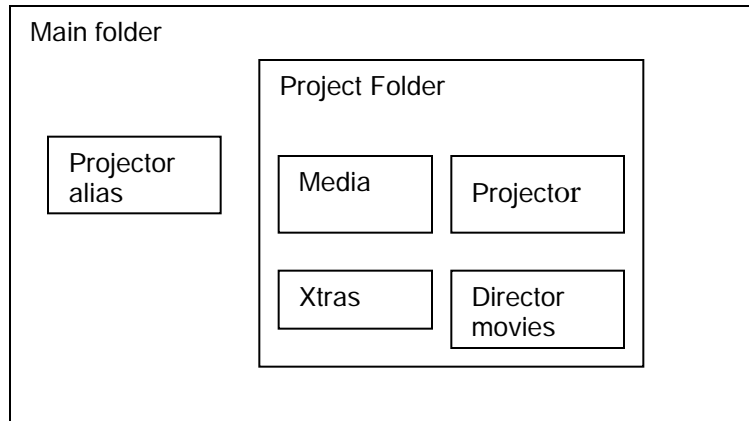 Main folder
Project Folder
Projector
alias
Media
Projector
Xtras
Director
movies